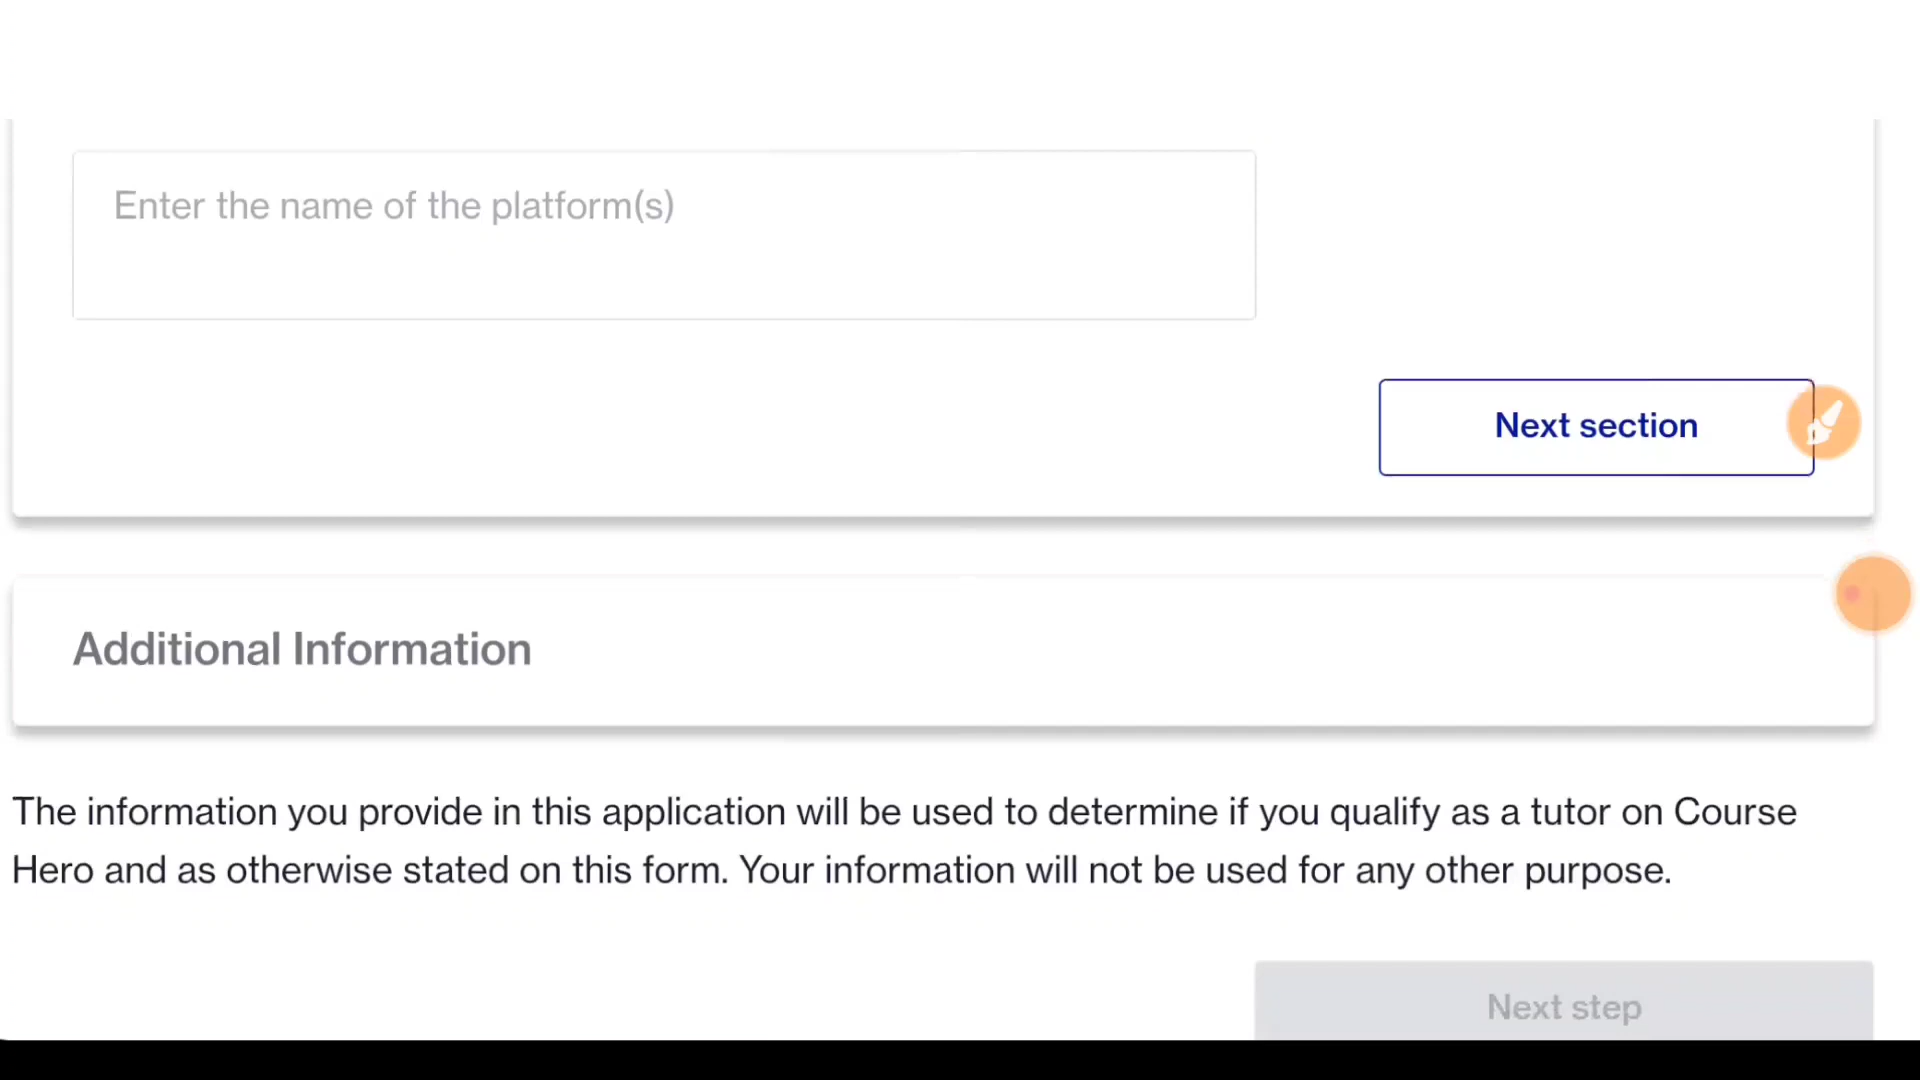 Enter the name of the platform(s)
Next section
Additional Information
The information you provide in this application will be used to determine if you qualify as a tutor on Course
Hero and as otherwise stated on this form. Your information will not be used for any other purpose.
Next step